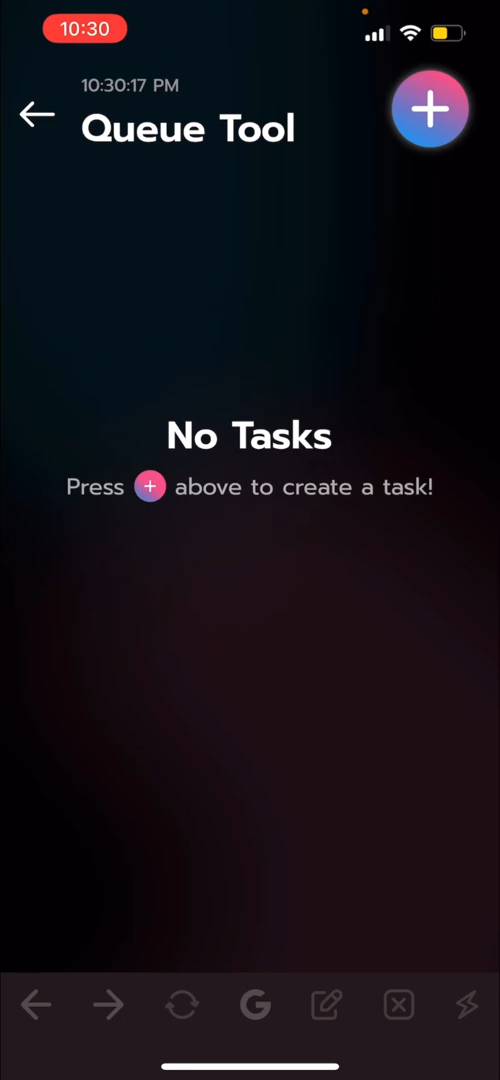 10:30
10:30:17 PM
Queue Tool
No Tasks
Press + above to create a task!
G